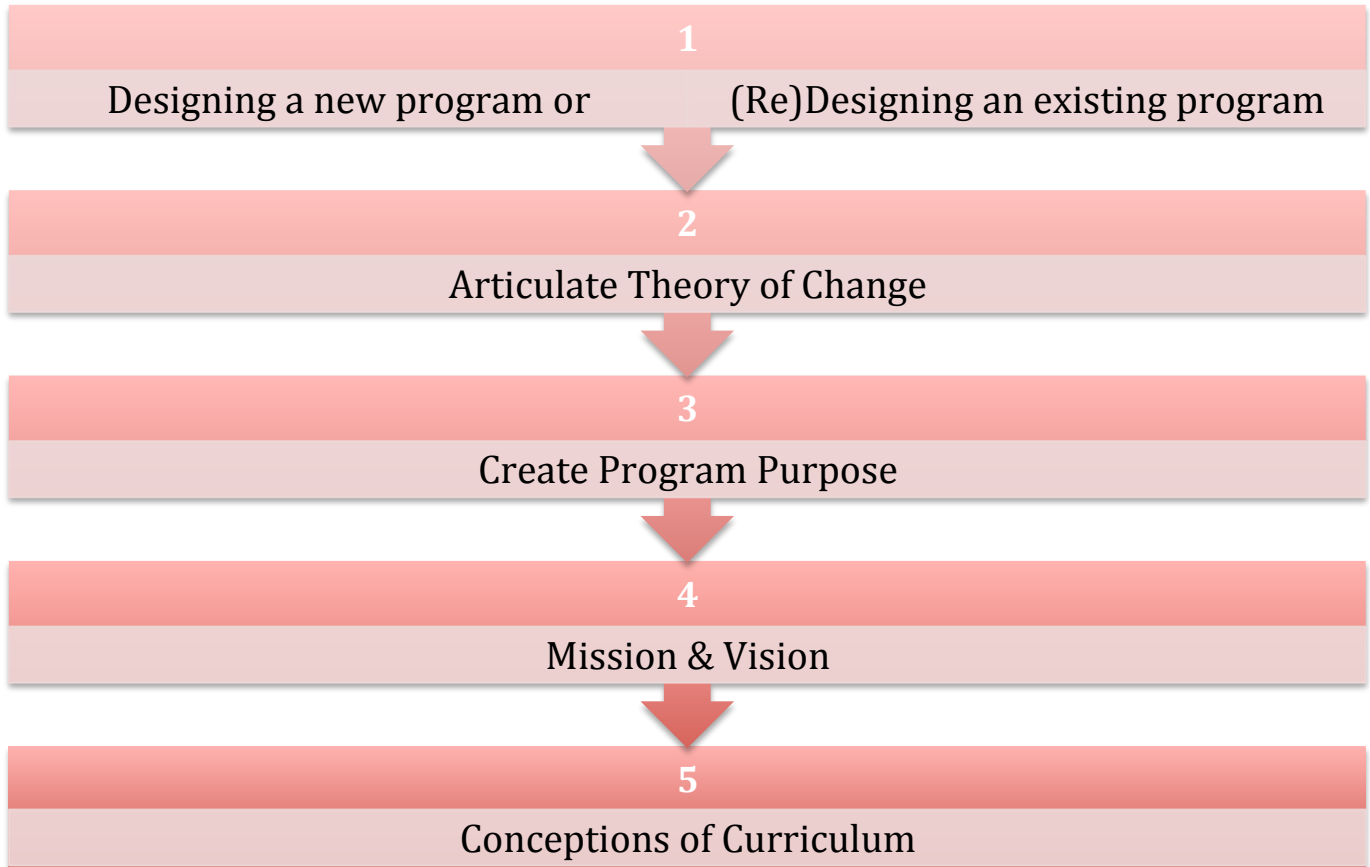 1
Designing a new program or (Re)Designing an existing program
2
Articulate Theory of Change
3
Create Program Purpose
4
Mission & Vision
5
Conceptions of Curriculum